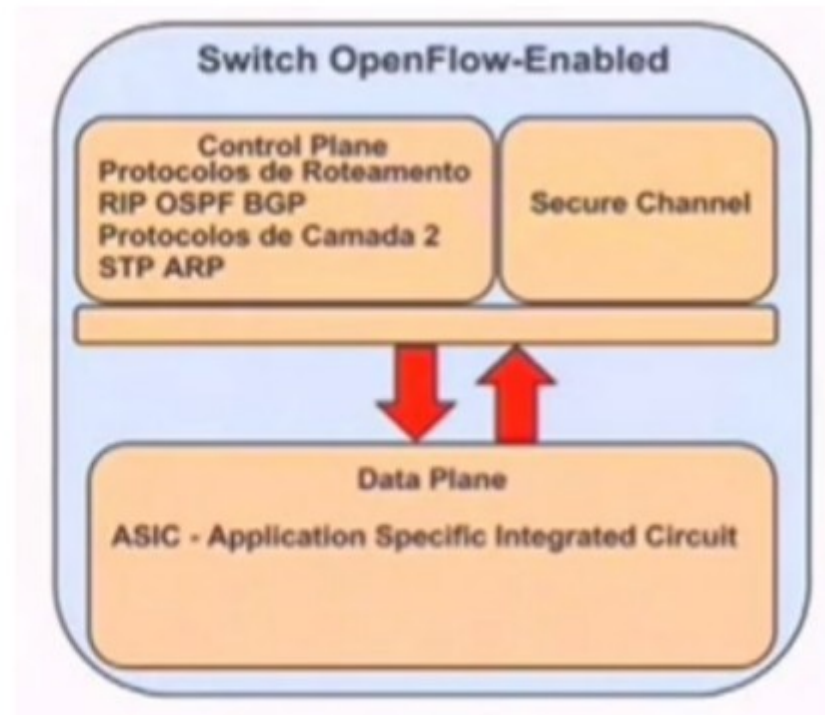 Switch OpenFlow-Enabled
Control Plane
Protocolos de Roteamento
RIP OSPF BGP
Protocolos de Camada 2
STP ARP
Secure Channel
Data Plane
ASIC - Application Specific Integrated Circuit